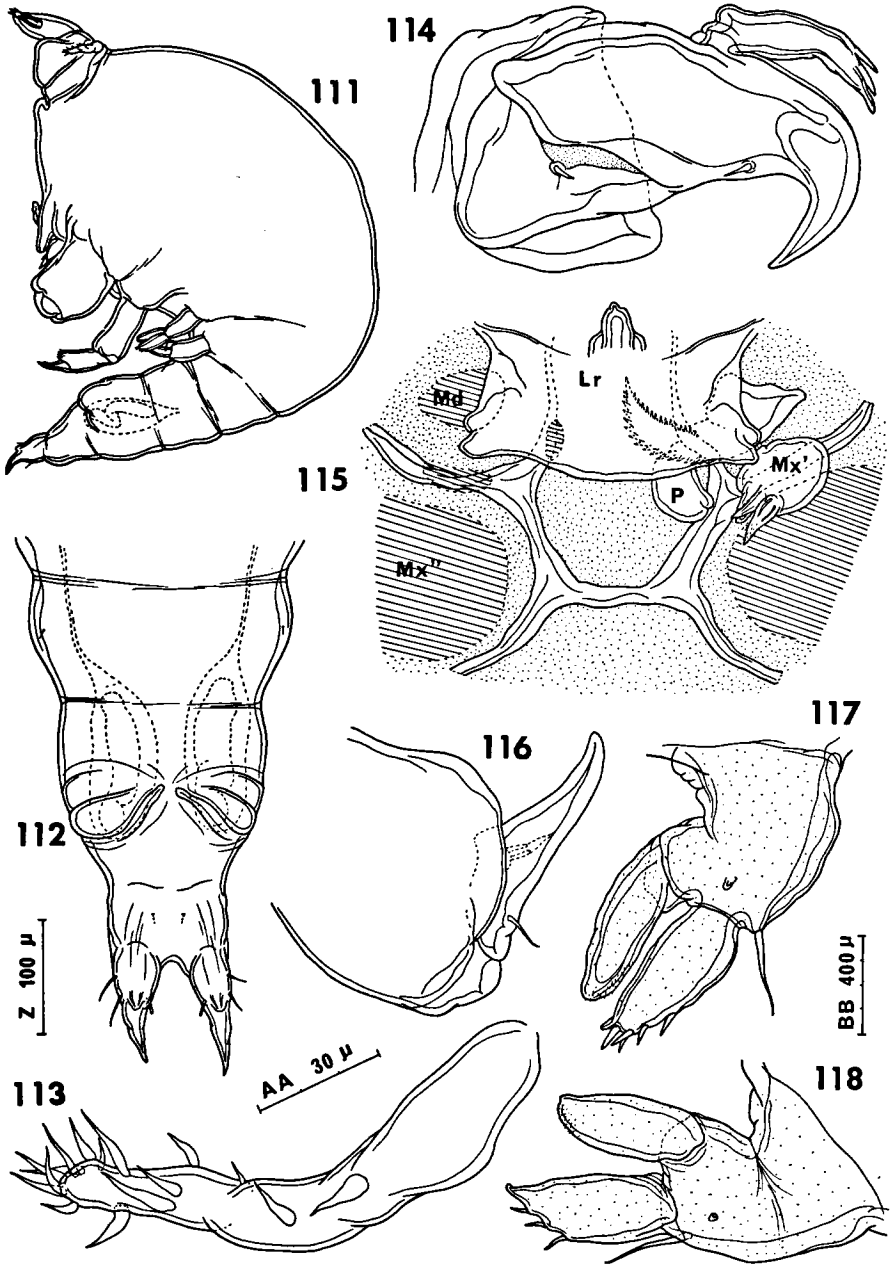 111
114
115
Lr
Md
Mx'
P
Mx"
112
116
117
Z 100 μ
BB 400 μ
AA 30 μ
113
118